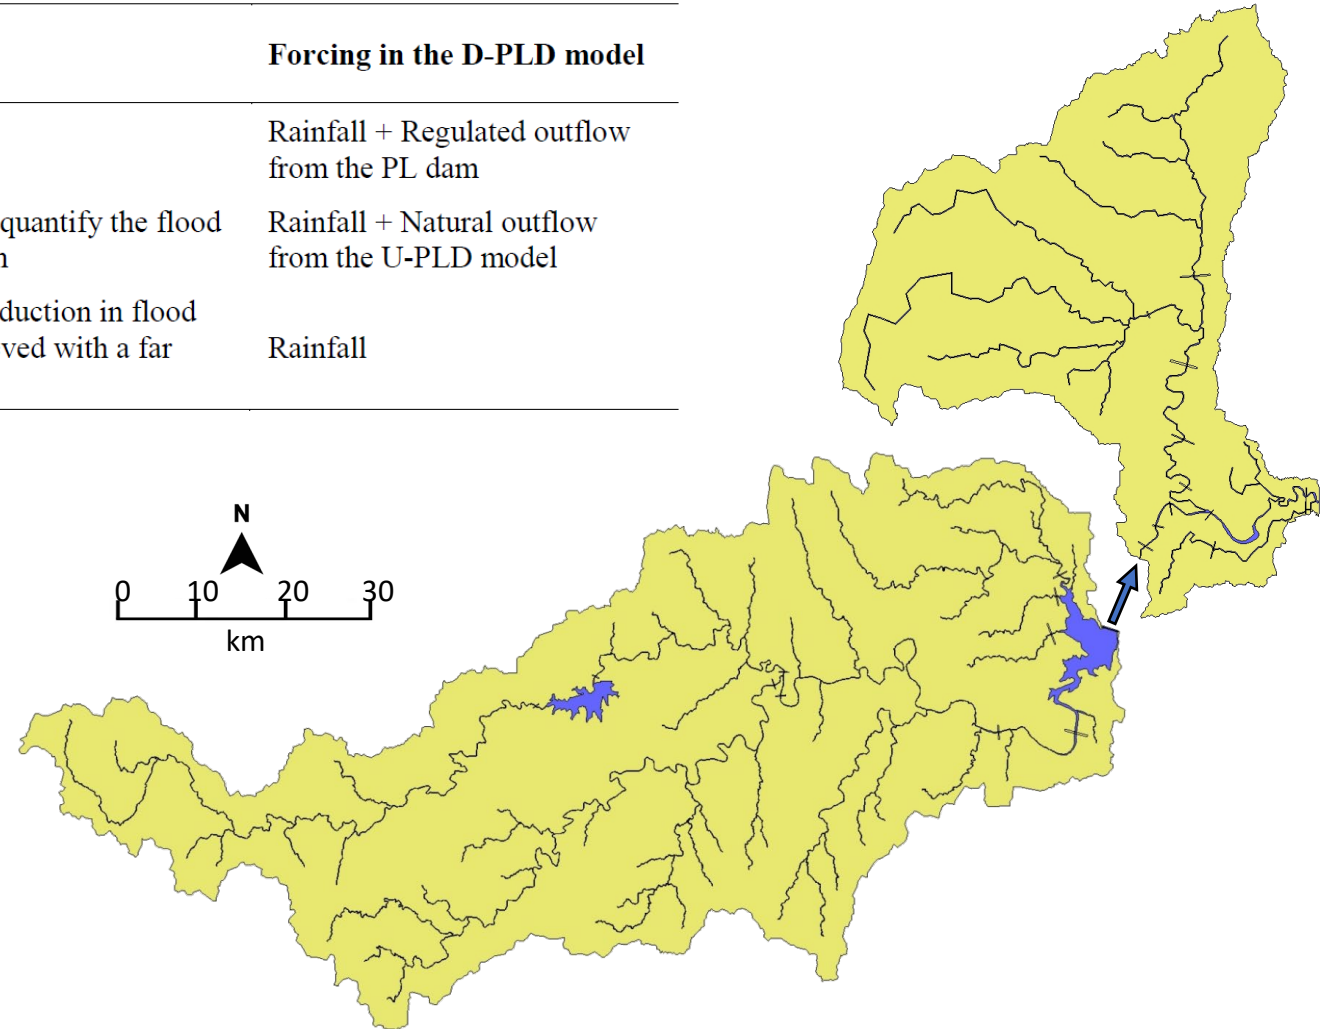 Forcing in the D-PLD model
Rainfall + Regulated outflow
from the PL dam
quantify the flood
n
Rainfall + Natural outflow
from the U-PLD model
duction in flood
ved with a far
Rainfall
N
0 10 20 30
km